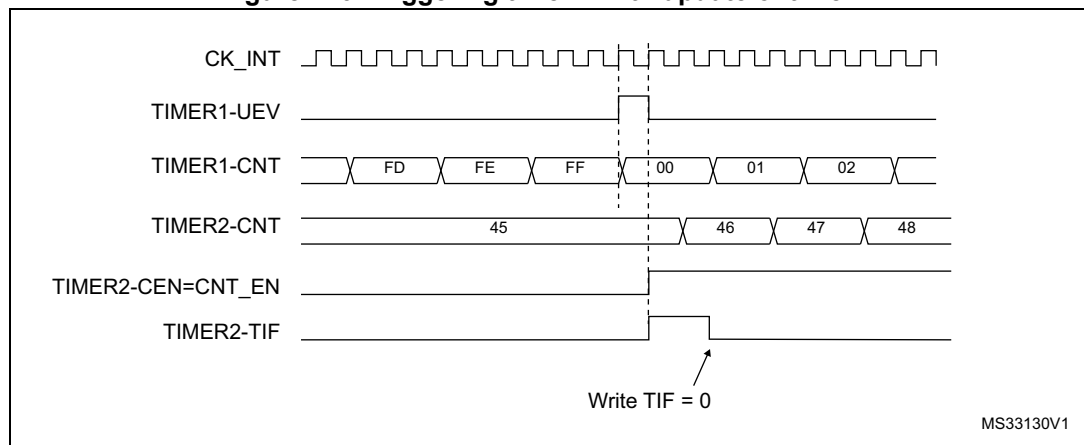 CK_INT
TIMER1-UEV
TIMER1-CNT FD FE FF 00 01 02
TIMER2-CNT 45 46 47 48
TIMER2-CEN=CNT_EN
TIMER2-TIF
Write TIF = 0
MS33130V1